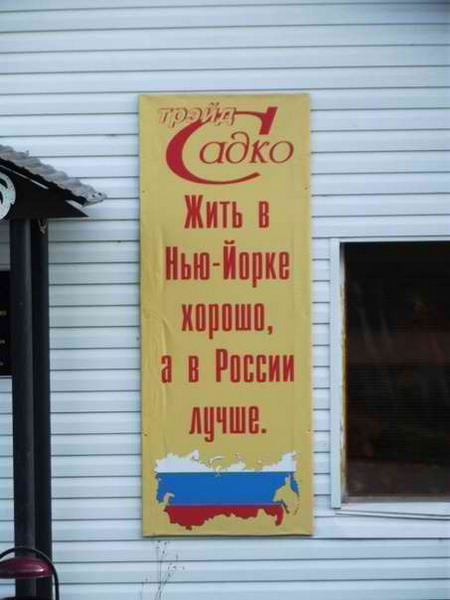 трэйд
Садко
Жить в
Нью-Йорке
хорошо,
а в России
лучше.